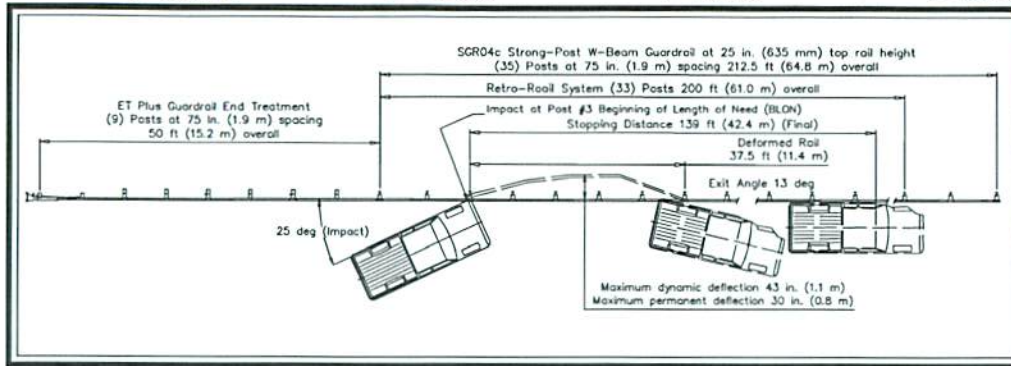 SGR04c Strong-Post W-Beam Guardrail at 25 in. (635 mm) top rail height
(35) Posts at 75 in. (1.9 m) spacing 212.5 ft (64.8 m) overall
Retro-Rail System (33) Posts 200 ft (61.0 m) overall
ET Plus Guardrail End Treatment
(9) Posts at 75 in. (1.9 m) spacing
50 ft (15.2 m) overall
Impact at Post #3 Beginning of Length of Need (BLON)
Stopping Distance 139 ft (42.4 m) (Final)
Deformed Rail
37.5 ft (11.4 m)
Exit Angle 13 deg
25 deg (Impact)
Maximum dynamic deflection 43 in. (1.1 m)
Maximum permanent deflection 30 in. (0.8 m)